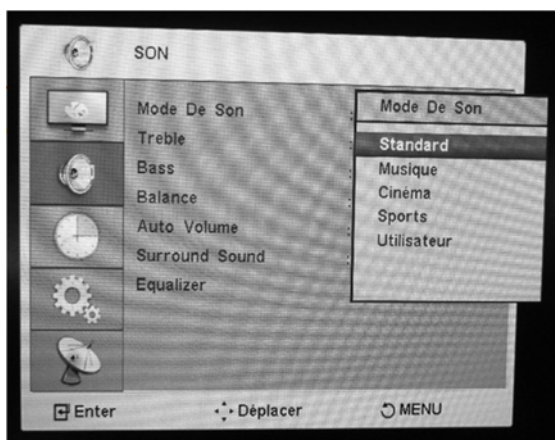 SON
Mode De Son :
Treble
Bass
Balance
Auto Volume :
Surround Sound :
Equalizer
Mode De Son
Standard
Musique
Cinéma
Sports
Utilisateur
Enter Déplacer MENU